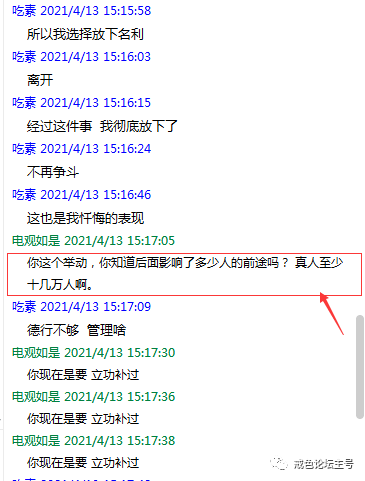 吃素 2021/4/13 15:15:58
所以我选择放下名利
吃素 2021/4/13 15:16:03
离开
吃素 2021/4/13 15:16:15
经过这件事  我彻底放下了
吃素 2021/4/13 15:16:24
不再争斗
吃素 2021/4/13 15:16:46
这也是我忏悔的表现
电观如是 2021/4/13 15:17:05
你这个举动，你知道后面影响了多少人的前途吗？ 真人至少
十几万人啊。
吃素 2021/4/13 15:17:09
德行不够  管理啥
电观如是 2021/4/13 15:17:30
你现在是要 立功补过
电观如是 2021/4/13 15:17:36
你现在是要 立功补过
电观如是 2021/4/13 15:17:38
你现在是要 立功补过
戒色论坛主号